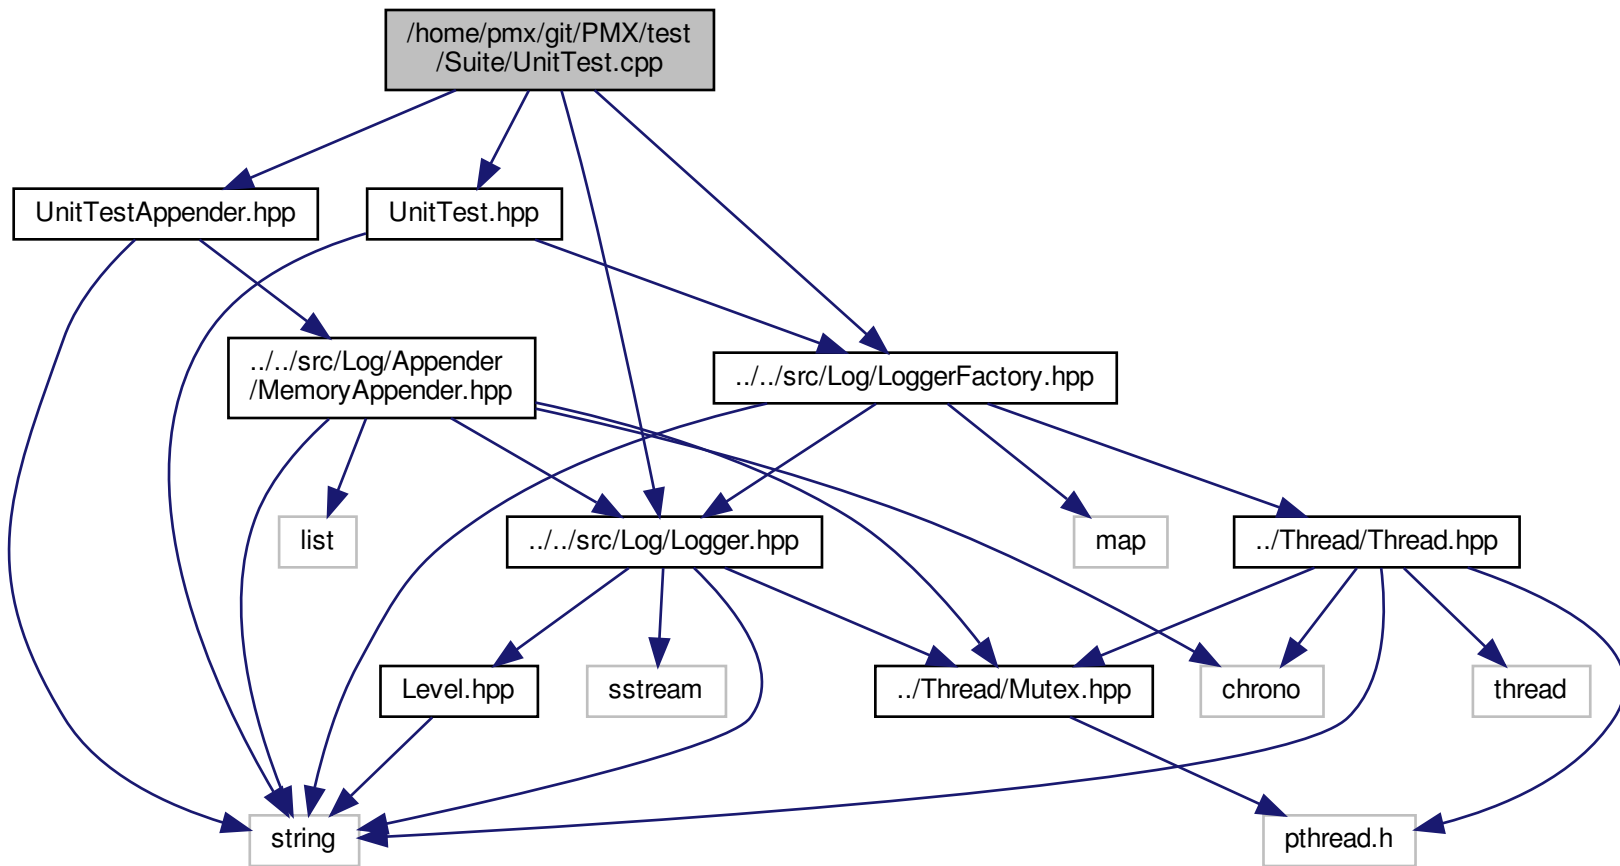 /home/pmx/git/PMX/test
/Suite/UnitTest.cpp
UnitTestAppender.hpp
UnitTest.hpp
../../src/Log/Appender
/MemoryAppender.hpp
../../src/Log/LoggerFactory.hpp
list
../../src/Log/Logger.hpp
map
../Thread/Thread.hpp
Level.hpp
sstream
../Thread/Mutex.hpp
chrono
thread
string
pthread.h